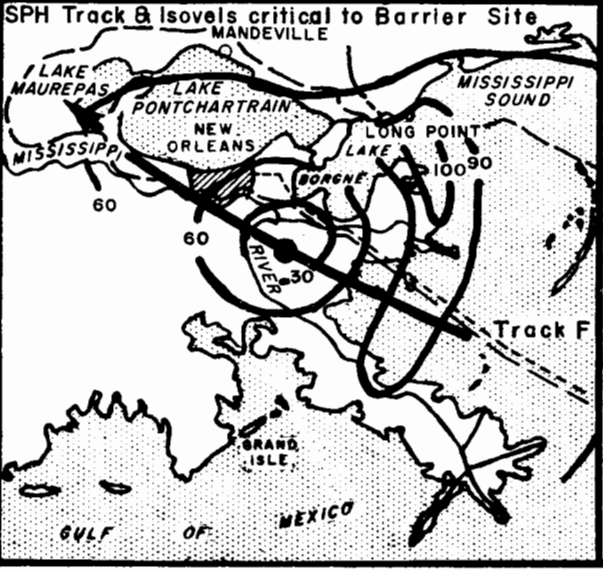 SPH Track & Isovels critical to Barrier Site
MANDEVILLE
LAKE
MAUREPAS
LAKE
PONTCHARTRAIN
MISSISSIPPI
SOUND
NEW
ORLEANS
LONG POINT
LAKE
BORGNE
MISSISSIPPI
100
90
60
60
RIVER
30
Track F
GRAND
ISLE
GULF OF MEXICO